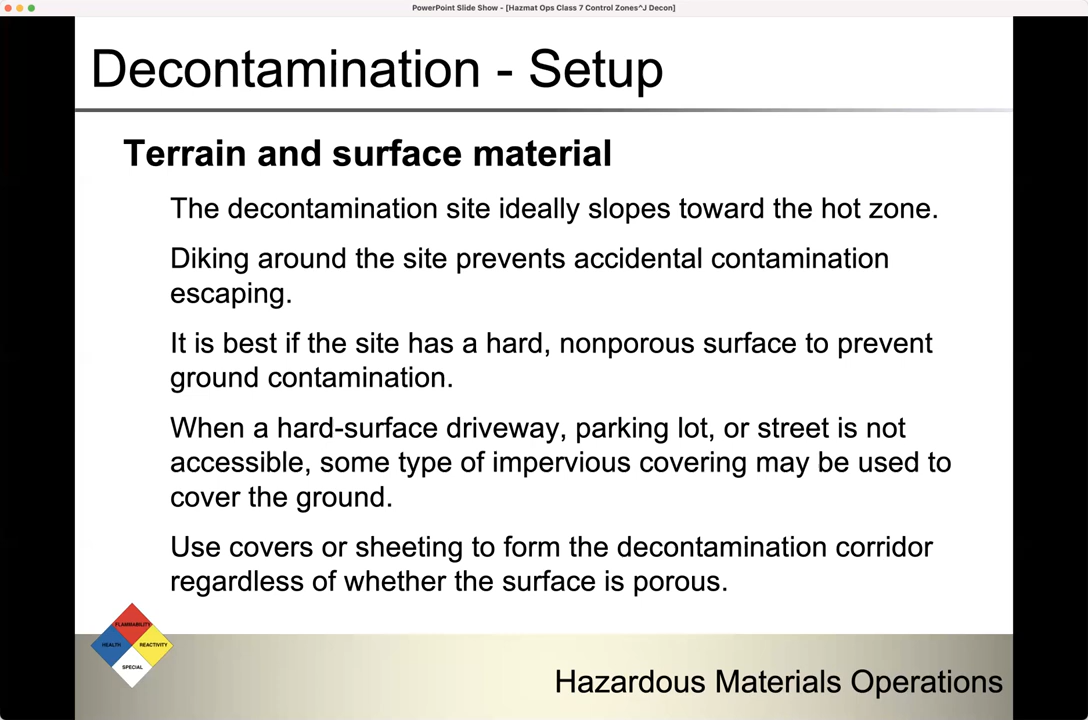 PowerPoint Slide Show - [Hazmat Ops Class 7 Control Zones^J Decon]
Decontamination - Setup
Terrain and surface material
The decontamination site ideally slopes toward the hot zone.
Diking around the site prevents accidental contamination
escaping.
It is best if the site has a hard, nonporous surface to prevent
ground contamination.
When a hard-surface driveway, parking lot, or street is not
accessible, some type of impervious covering may be used to
cover the ground.
Use covers or sheeting to form the decontamination corridor
regardless of whether the surface is porous.
FLAMMABILITY
HEALTH
REACTIVITY
SPECIAL
Hazardous Materials Operations